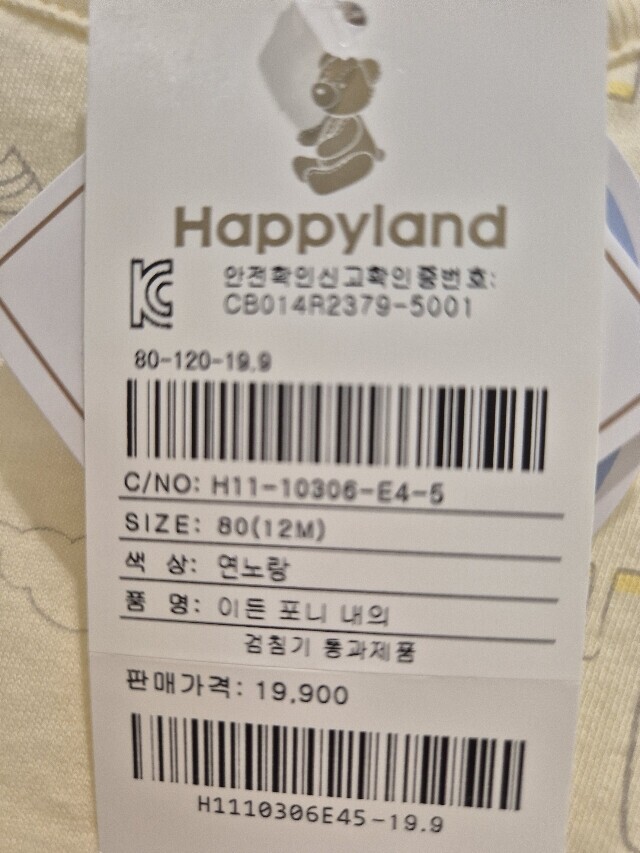 Happyland
안전확인신고확인증번호:
CB014R2379-5001
80-120-19.9
C/NO: H11-10306-E4-5
SIZE: 80(12M)
색 상: 연노랑
품 명: 이든 포니 내의
검침기 통과제품
판매가격: 19,900
H1110306E45-19.9